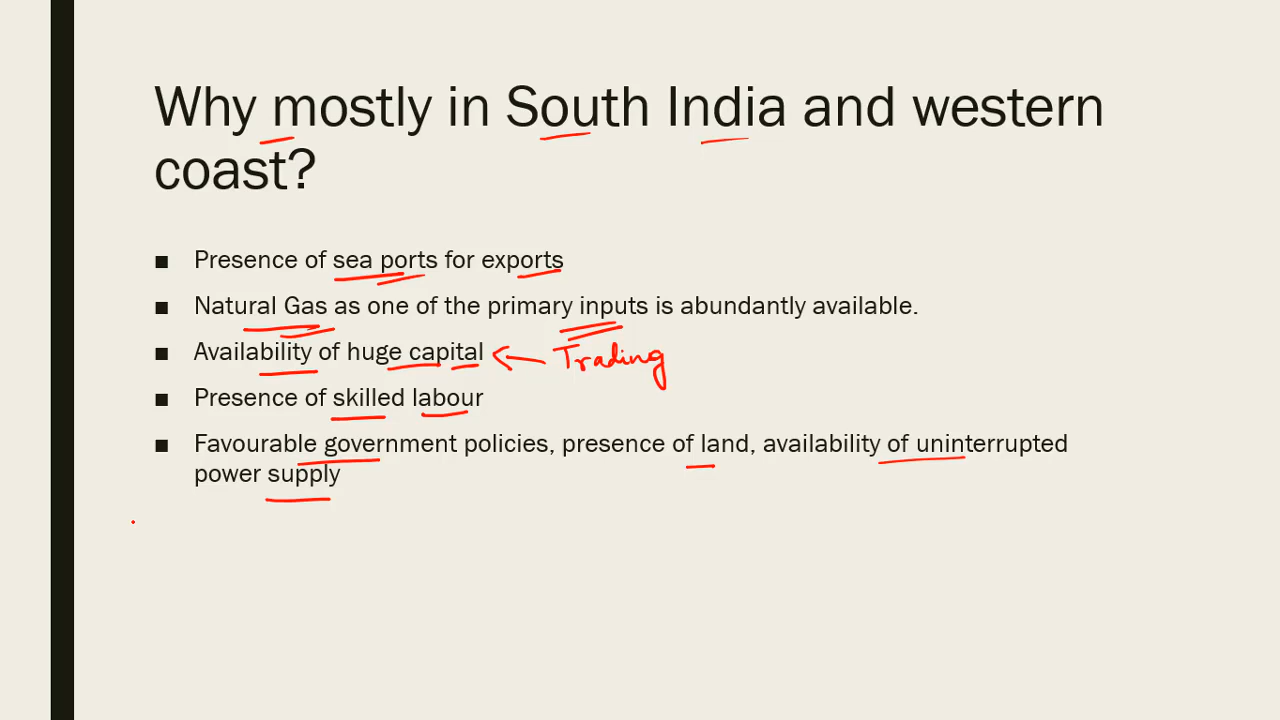 Why mostly in South India and western
coast?
■ Presence of sea ports for exports
■ Natural Gas as one of the primary inputs is abundantly available.
■ Availability of huge capital ← Trading
■ Presence of skilled labour
■ Favourable government policies, presence of land, availability of uninterrupted
power supply